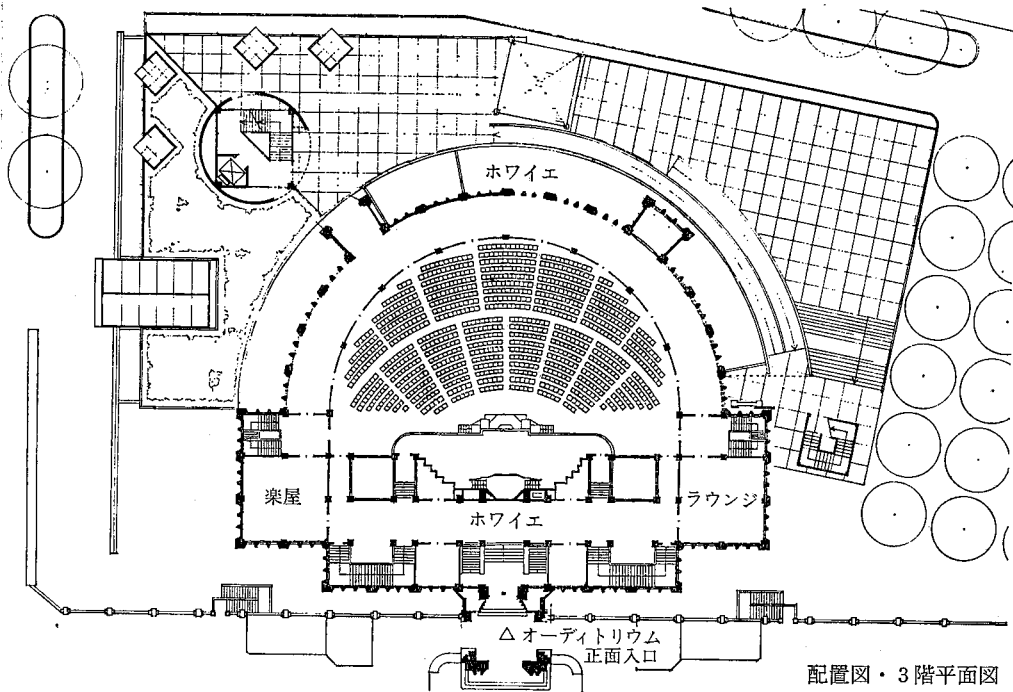 ホワイエ
楽屋
ホワイエ
ラウンジ
△ オーディトリウム
正面入口
配置図・3階平面図